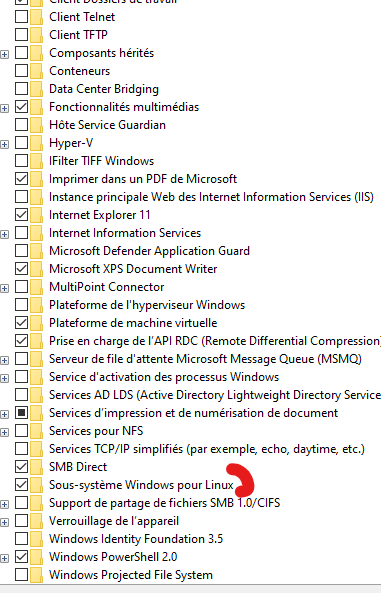 Client Dossiers de travail
Client Telnet
Client TFTP
Composants hérités
Conteneurs
Data Center Bridging
Fonctionnalités multimédias
Hôte Service Guardian
Hyper-V
IFilter TIFF Windows
Imprimer dans un PDF de Microsoft
Instance principale Web des Internet Information Services (IIS)
Internet Explorer 11
Internet Information Services
Microsoft Defender Application Guard
Microsoft XPS Document Writer
MultiPoint Connector
Plateforme de l'hyperviseur Windows
Plateforme de machine virtuelle
Prise en charge de l'API RDC (Remote Differential Compression)
Serveur de file d'attente Microsoft Message Queue (MSMQ)
Service d'activation des processus Windows
Services AD LDS (Active Directory Lightweight Directory Service
Services d'impression et de numérisation de document
Services pour NFS
Services TCP/IP simplifiés (par exemple, echo, daytime, etc.)
SMB Direct
Sous-système Windows pour Linux
Support de partage de fichiers SMB 1.0/CIFS
Verrouillage de l'appareil
Windows Identity Foundation 3.5
Windows PowerShell 2.0
Windows Projected File System